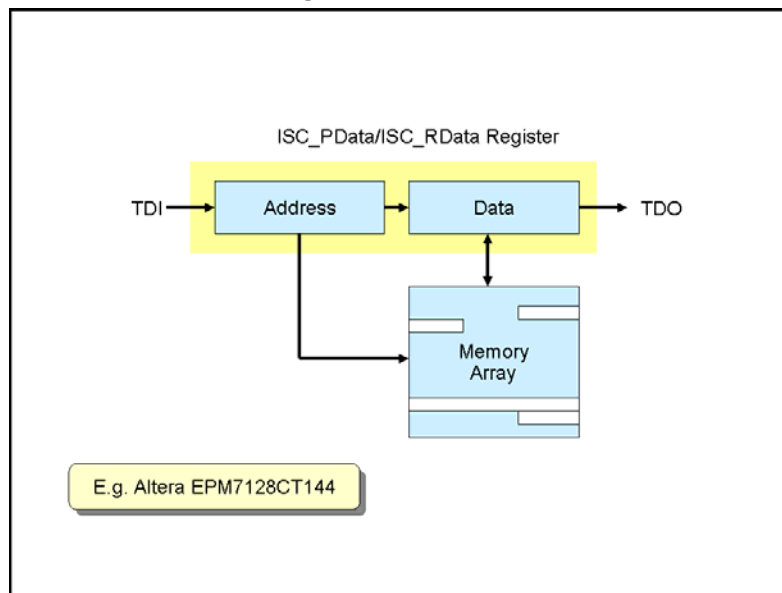 ISC_PData/ISC_RData Register
TDI
Address
Data
TDO
Memory
Array
E.g. Altera EPM7128CT144